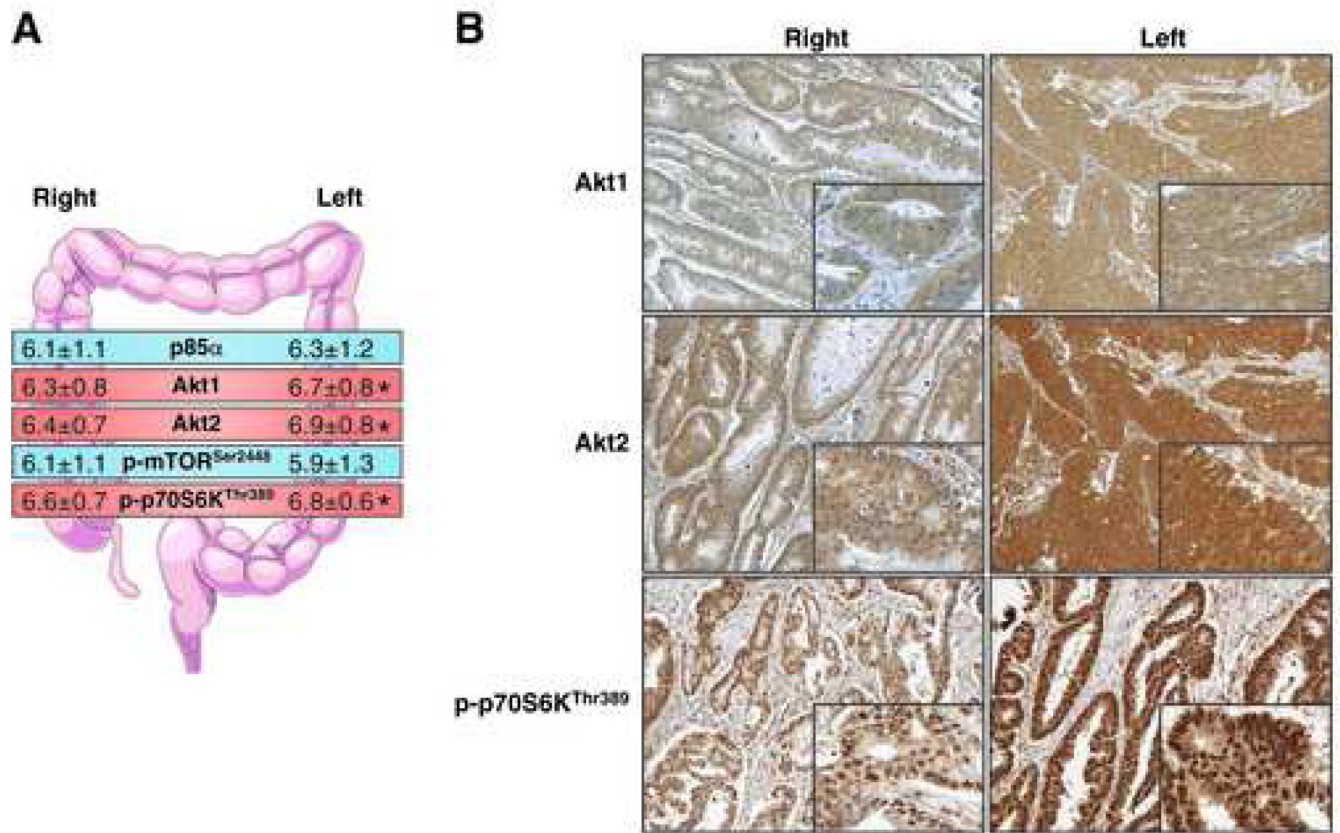 A
Right Left
6.1±1.1 p85α 6.3±1.2
6.3±0.8 Akt1 6.7±0.8*
6.4±0.7 Akt2 6.9±0.8*
6.1±1.1 p-mTORSer2448 5.9±1.3
6.6±0.7 p-p70S6KThr389 6.8±0.6*
B
Right Left
Akt1
Akt2
p-p70S6KThr389